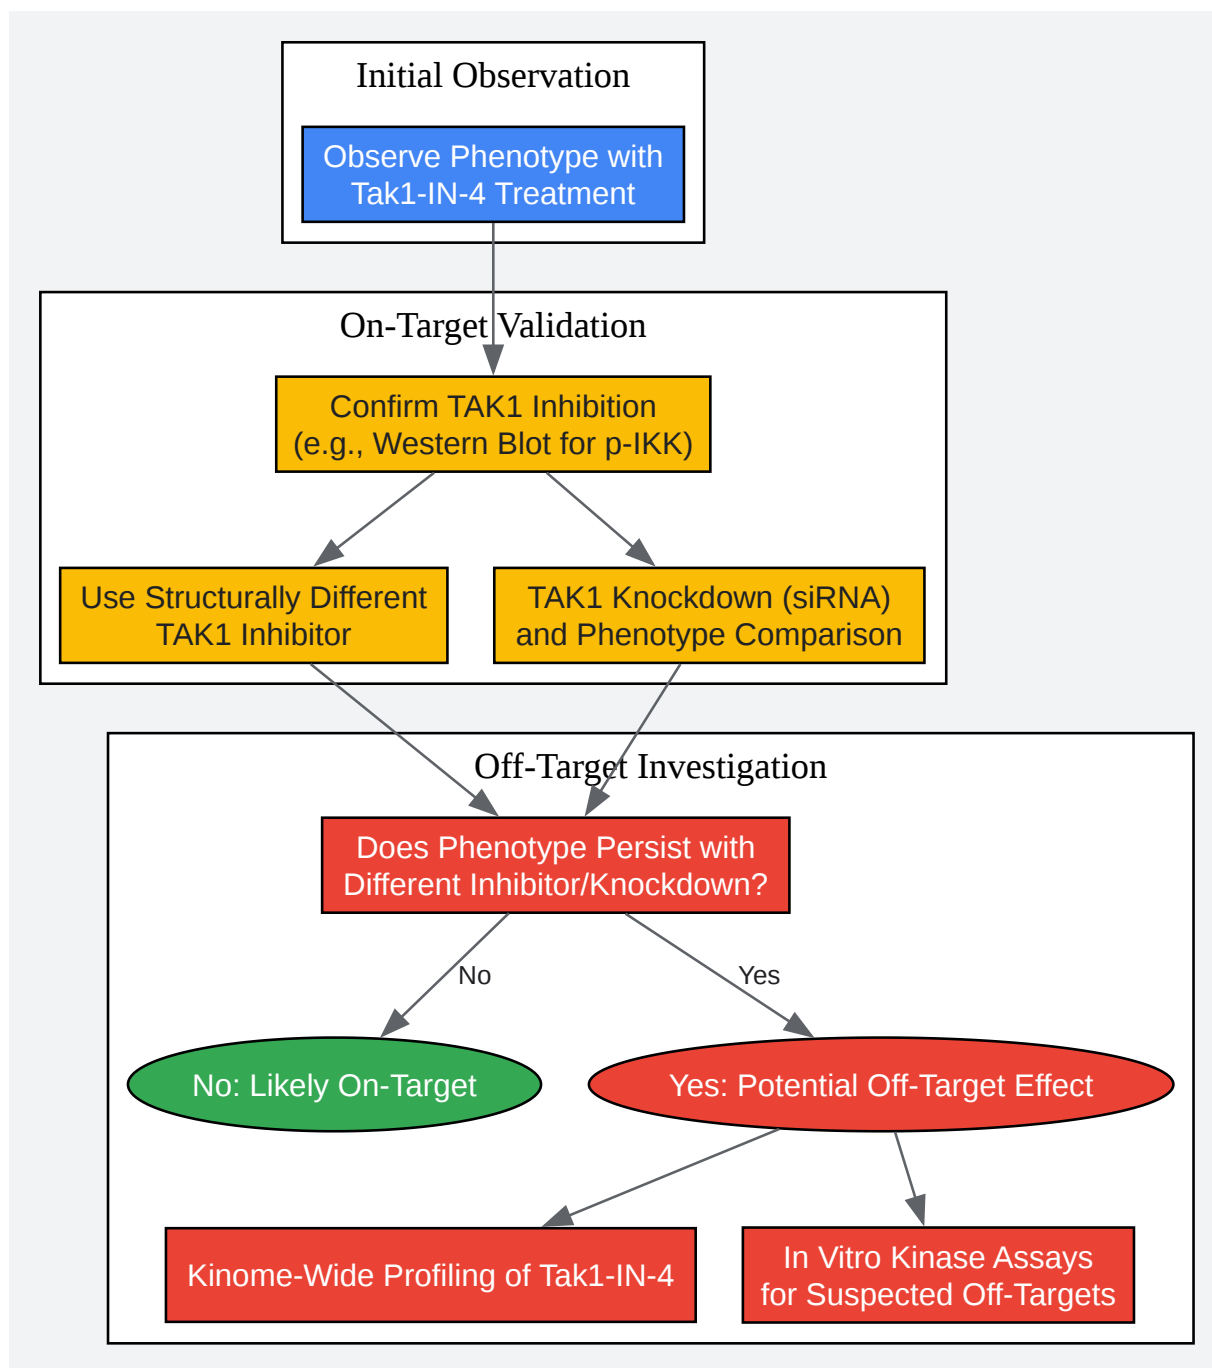 Initial Observation
Observe Phenotype with
Tak1-IN-4 Treatment
On-Target Validation
Confirm TAK1 Inhibition
(e.g., Western Blot for p-IKK)
Use Structurally Different
TAK1 Inhibitor
TAK1 Knockdown (siRNA)
and Phenotype Comparison
Off-Target Investigation
Does Phenotype Persist with
Different Inhibitor/Knockdown?
No
Yes
No: Likely On-Target
Yes: Potential Off-Target Effect
Kinome-Wide Profiling of Tak1-IN-4
In Vitro Kinase Assays
for Suspected Off-Targets